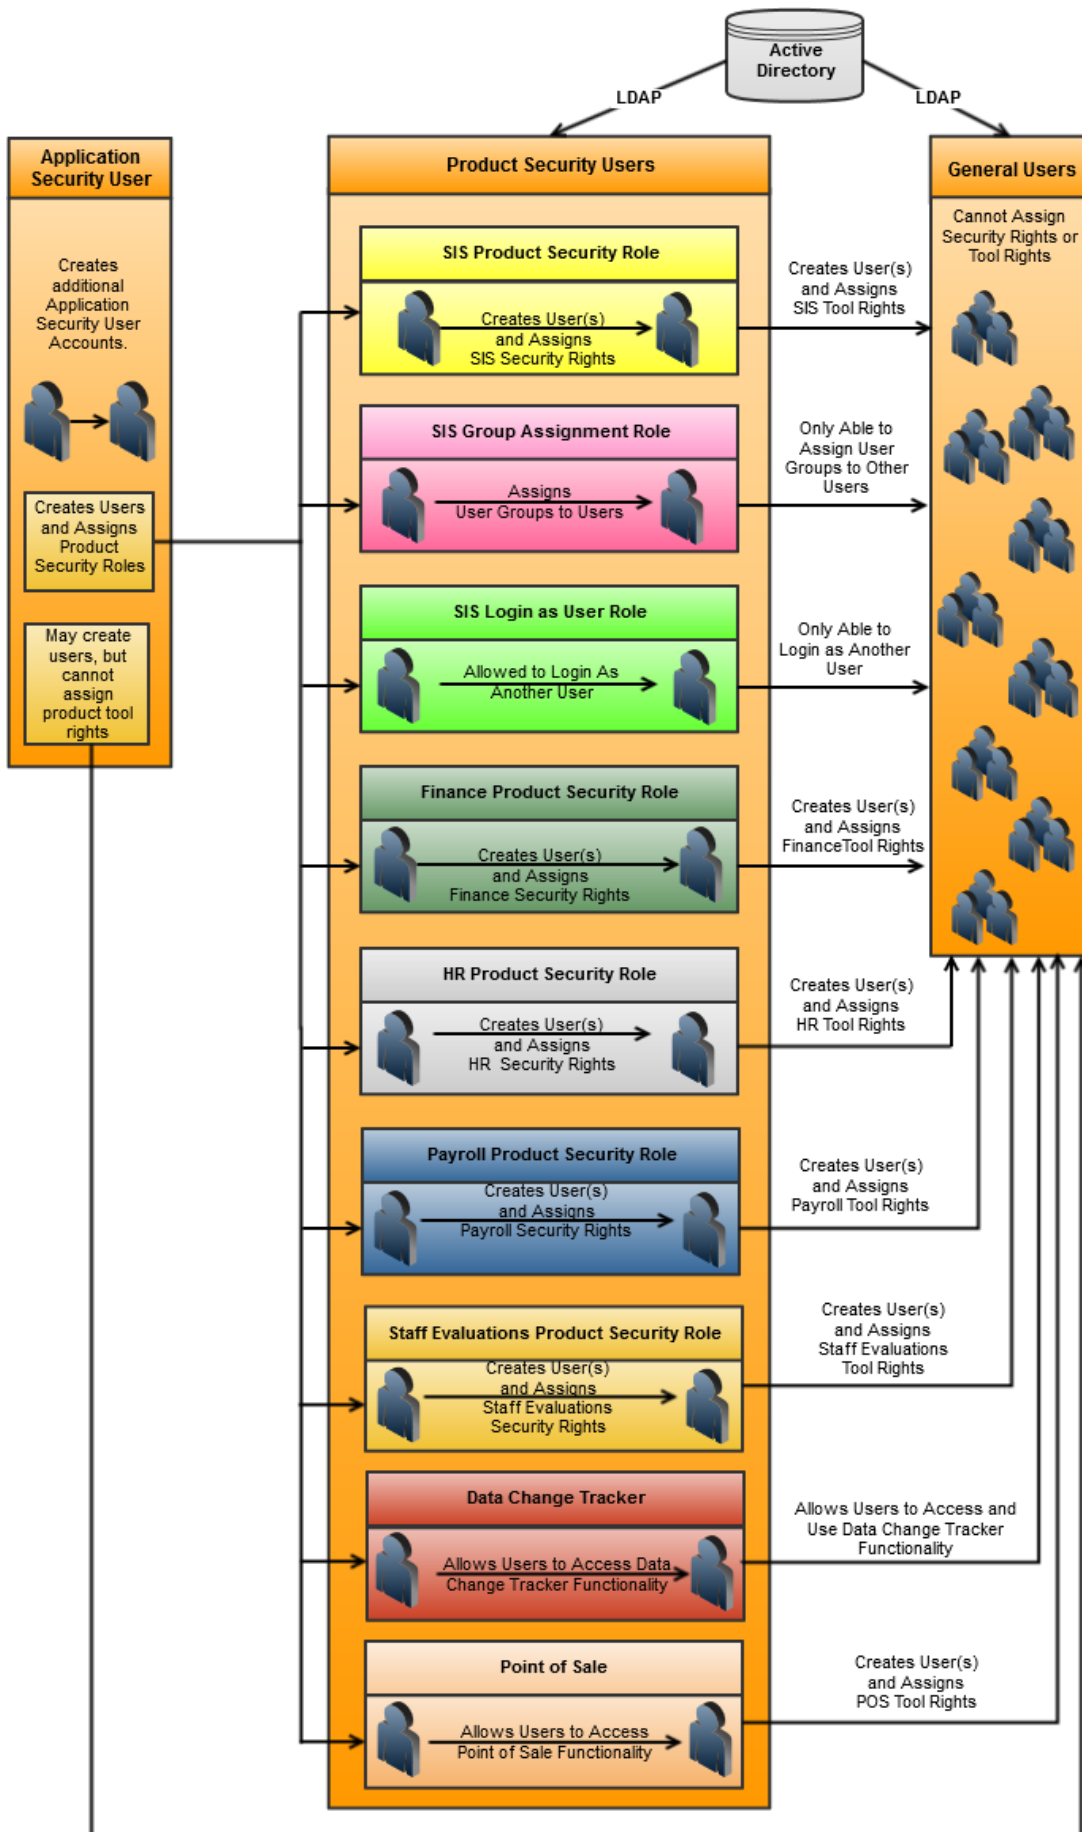 Active
Directory
LDAP
LDAP
Application
Security User
Creates
additional
Application
Security User
Accounts.
Creates Users
and Assigns
Product
Security Roles
May create
users, but
cannot
assign
product tool
rights
Product Security Users
SIS Product Security Role
Creates User(s)
and Assigns
SIS Security Rights
Creates User(s)
and Assigns
SIS Tool Rights
SIS Group Assignment Role
Assigns
User Groups to Users
Only Able to
Assign User
Groups to Other
Users
SIS Login as User Role
Allowed to Login As
Another User
Only Able to
Login as Another
User
Finance Product Security Role
Creates User(s)
and Assigns
Finance Security Rights
Creates User(s)
and Assigns
FinanceTool Rights
HR Product Security Role
Creates User(s)
and Assigns
HR Security Rights
Creates User(s)
and Assigns
HR Tool Rights
Payroll Product Security Role
Creates User(s)
and Assigns
Payroll Security Rights
Creates User(s)
and Assigns
Payroll Tool Rights
Staff Evaluations Product Security Role
Creates User(s)
and Assigns
Staff Evaluations
Security Rights
Creates User(s)
and Assigns
Staff Evaluations
Tool Rights
Data Change Tracker
Allows Users to Access Data
Change Tracker Functionality
Allows Users to Access and
Use Data Change Tracker
Functionality
Point of Sale
Allows Users to Access
Point of Sale Functionality
Creates User(s)
and Assigns
POS Tool Rights
General Users
Cannot Assign
Security Rights or
Tool Rights